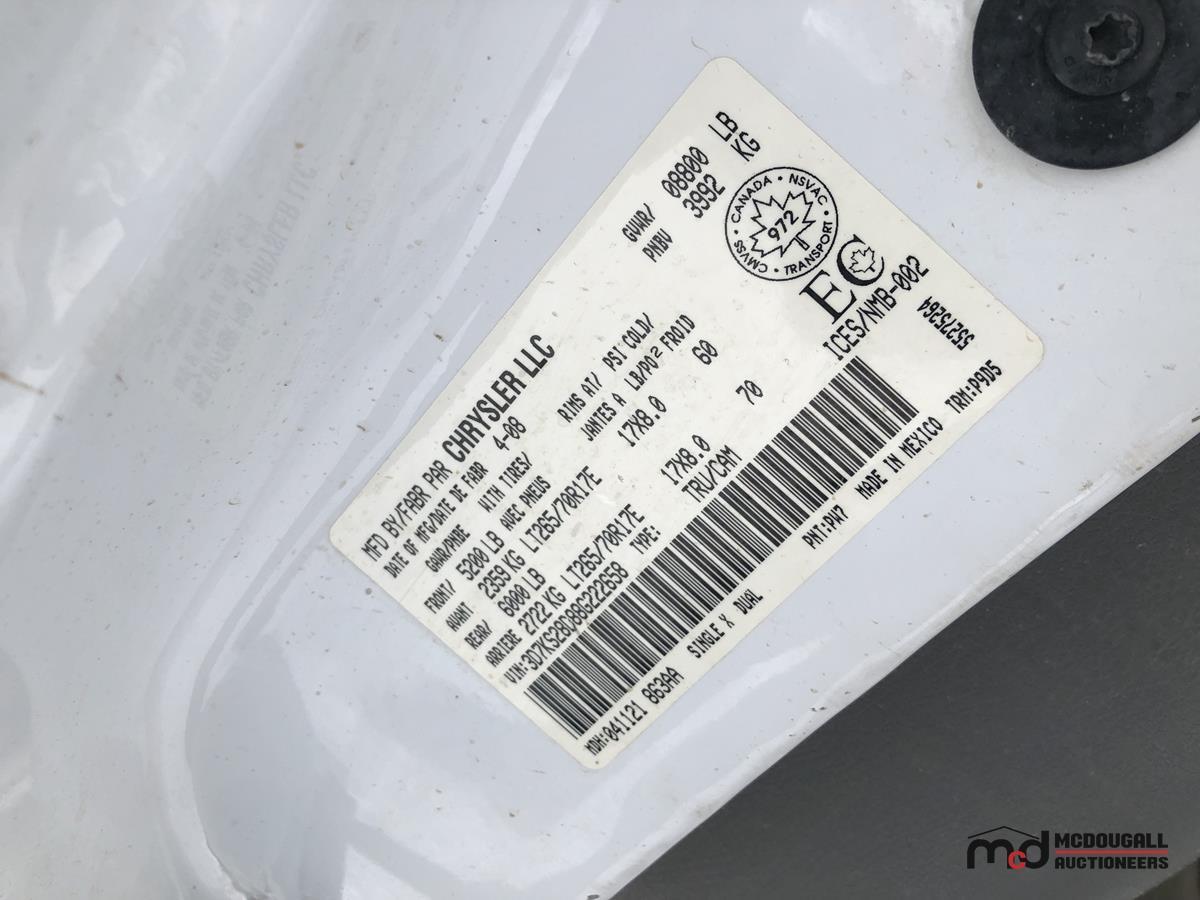 MFD BY/FABR PAR CHRYSLER LLC
DATE OF MFG/DATE DE FABR 4-08
GVWR/ 08800 LB
PNBV 3992 KG
GAWR/PNBE WITH TIRES/ RIMS AT/ PSI COLD/
AVEC PNEUS JANTES A LB/PO² FROID
FRONT/ 5200 LB
AVANT 2359 KG LT265/70R17E 17X8.0 60
REAR/ 6000 LB
ARRIERE 2722 KG LT265/70R17E 17X8.0 70
VIN:3D7KS28C98G222658 TYPE: TRU/CAM
MDH:041121 863AA SINGLE X DUAL
PNT:PW7 MADE IN MEXICO TRM:P9D5
55275264
CANADA • NSVAC • TRANSPORT • CMVSS •
972
EC
ICES/NMB-002
mcd MCDOUGALL
AUCTIONEERS